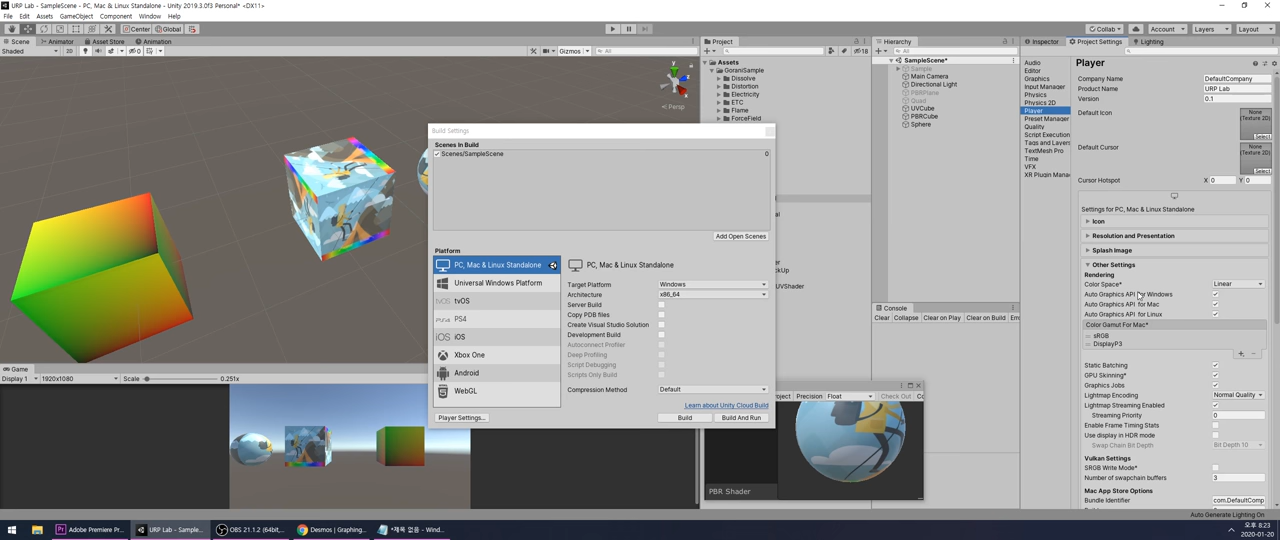 URP Lab - SampleScene - PC, Mac & Linux Standalone - Unity 2019.3.0f3 Personal* <DX11>
File Edit Assets GameObject Component Window Help
Center Global Collab Account Layers Layout
Scene Animator Asset Store Animation
Shaded 2D Gizmos All
y
x
Persp
Project
All 18
Assets
GoraniSample
Dissolve
Distortion
Electricity
ETC
Flame
ForceField
Hierarchy
All
SampleScene*
Sample
Main Camera
Directional Light
PBRPlane
Quad
UVCube
PBRCube
Sphere
Console
Clear Collapse Clear on Play Clear on Build
Inspector Project Settings Lighting
Audio
Editor
Graphics
Input Manager
Physics
Physics 2D
Player
Preset Manager
Quality
Script Execution
Tags and Layers
TextMesh Pro
Time
VFX
XR Plugin Mana
Player
Company Name DefaultCompany
Product Name URP Lab
Version 0.1
Default Icon None (Texture 2D) Select
Default Cursor None (Texture 2D) Select
Cursor Hotspot X 0 Y 0
Settings for PC, Mac & Linux Standalone
Icon
Resolution and Presentation
Splash Image
Other Settings
Rendering
Color Space* Linear
Auto Graphics API for Windows
Auto Graphics API for Mac
Auto Graphics API for Linux
Color Gamut For Mac*
sRGB
DisplayP3
Static Batching
GPU Skinning*
Graphics Jobs
Lightmap Encoding Normal Quality
Lightmap Streaming Enabled
Streaming Priority 0
Enable Frame Timing Stats
Use display in HDR mode
Swap Chain Bit Depth Bit Depth 10
Vulkan Settings
SRGB Write Mode*
Number of swapchain buffers 3
Mac App Store Options
Bundle Identifier com.DefaultComp
Build Settings
Scenes In Build
Scenes/SampleScene 0
Add Open Scenes
Platform
PC, Mac & Linux Standalone
Universal Windows Platform
tvOS tvOS
PS4 PS4
iOS iOS
Xbox One
Android
WebGL
PC, Mac & Linux Standalone
Target Platform Windows
Architecture x86_64
Server Build
Copy PDB files
Create Visual Studio Solution
Development Build
Autoconnect Profiler
Deep Profiling
Script Debugging
Scripts Only Build
Compression Method Default
Learn about Unity Cloud Build
Player Settings... Build Build And Run
Game
Display 1 1920x1080 Scale 0.251x
Precision Float Check Out
PBR Shader
Auto Generate Lighting On
Adobe Premiere Pr... URP Lab - Sample... OBS 21.1.2 (64bit,... Desmos | Graphing... *제목 없음 - Wind...
오후 8:23
2020-01-20